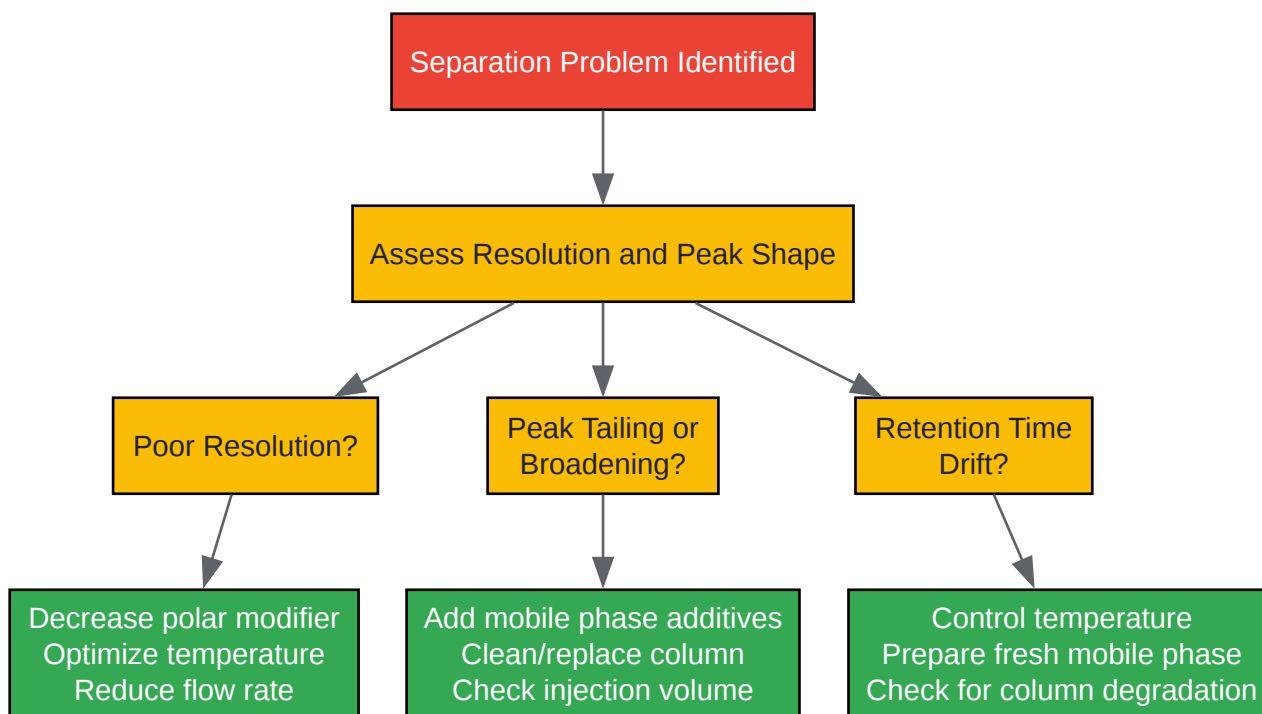 Separation Problem Identified
Assess Resolution and Peak Shape
Poor Resolution?
Peak Tailing or
Broadening?
Retention Time
Drift?
Decrease polar modifier
Optimize temperature
Reduce flow rate
Add mobile phase additives
Clean/replace column
Check injection volume
Control temperature
Prepare fresh mobile phase
Check for column degradation